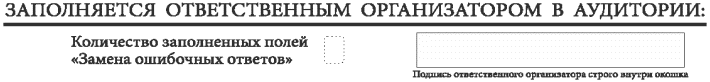 ЗАПОЛНЯЕТСЯ ОТВЕТСТВЕННЫМ ОРГАНИЗАТОРОМ В АУДИТОРИИ:
Количество заполненных полей
«Замена ошибочных ответов»
Подпись ответственного организатора строго внутри окошка